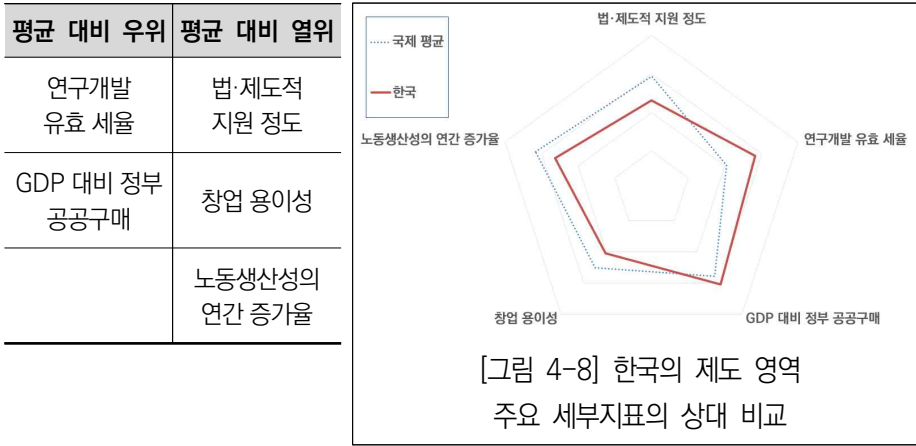 평균 대비 우위 평균 대비 열위
연구개발
유효 세율
법·제도적
지원 정도
GDP 대비 정부
공공구매
창업 용이성
노동생산성의
연간 증가율
법·제도적 지원 정도
국제 평균
한국
노동생산성의 연간 증가율
연구개발 유효 세율
창업 용이성
GDP 대비 정부 공공구매
[그림 4-8] 한국의 제도 영역
주요 세부지표의 상대 비교